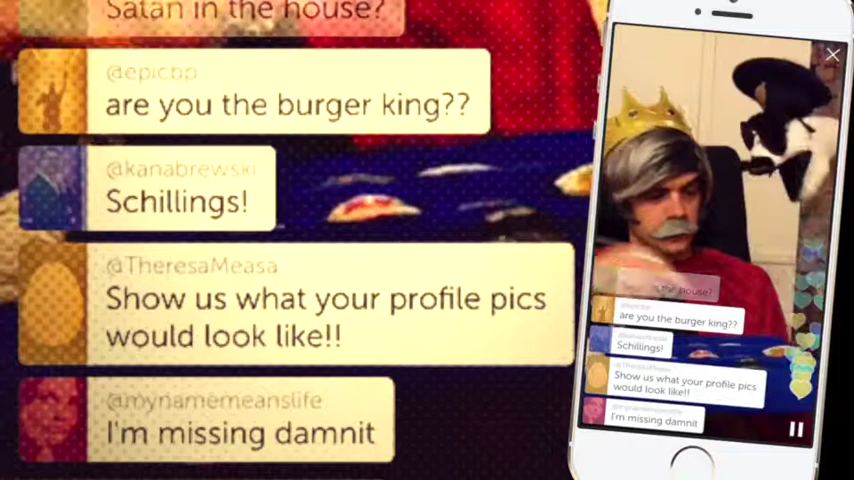 Satan in the house?
@epicbp
are you the burger king??
@kanabrewski
Schillings!
@TheresaMeasa
Show us what your profile pics
would look like!!
@mynamemeanslife
I'm missing damnit
the house?
are you the burger king??
Schillings!
@TheresaMeasa
Show us what your profile pics
would look like!!
@mynamemeanslife
I'm missing damnit